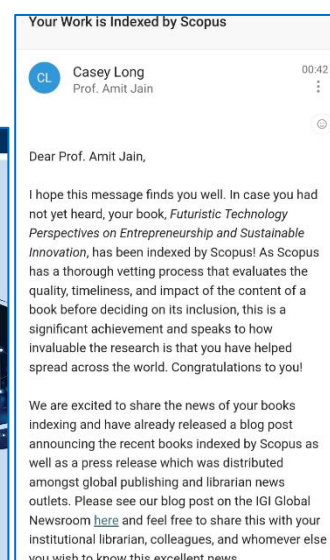 Your Work is Indexed by Scopus
CL
Casey Long
00:42
Prof. Amit Jain
Dear Prof. Amit Jain,
I hope this message finds you well. In case you had
not yet heard, your book, Futuristic Technology
Perspectives on Entrepreneurship and Sustainable
Innovation, has been indexed by Scopus! As Scopus
has a thorough vetting process that evaluates the
quality, timeliness, and impact of the content of a
book before deciding on its inclusion, this is a
significant achievement and speaks to how
invaluable the research is that you have helped
spread across the world. Congratulations to you!
We are excited to share the news of your books
indexing and have already released a blog post
announcing the recent books indexed by Scopus as
well as a press release which was distributed
amongst global publishing and librarian news
outlets. Please see our blog post on the IGI Global
Newsroom here and feel free to share this with your
institutional librarian, colleagues, and whomever else
you wish to know this excellent news.